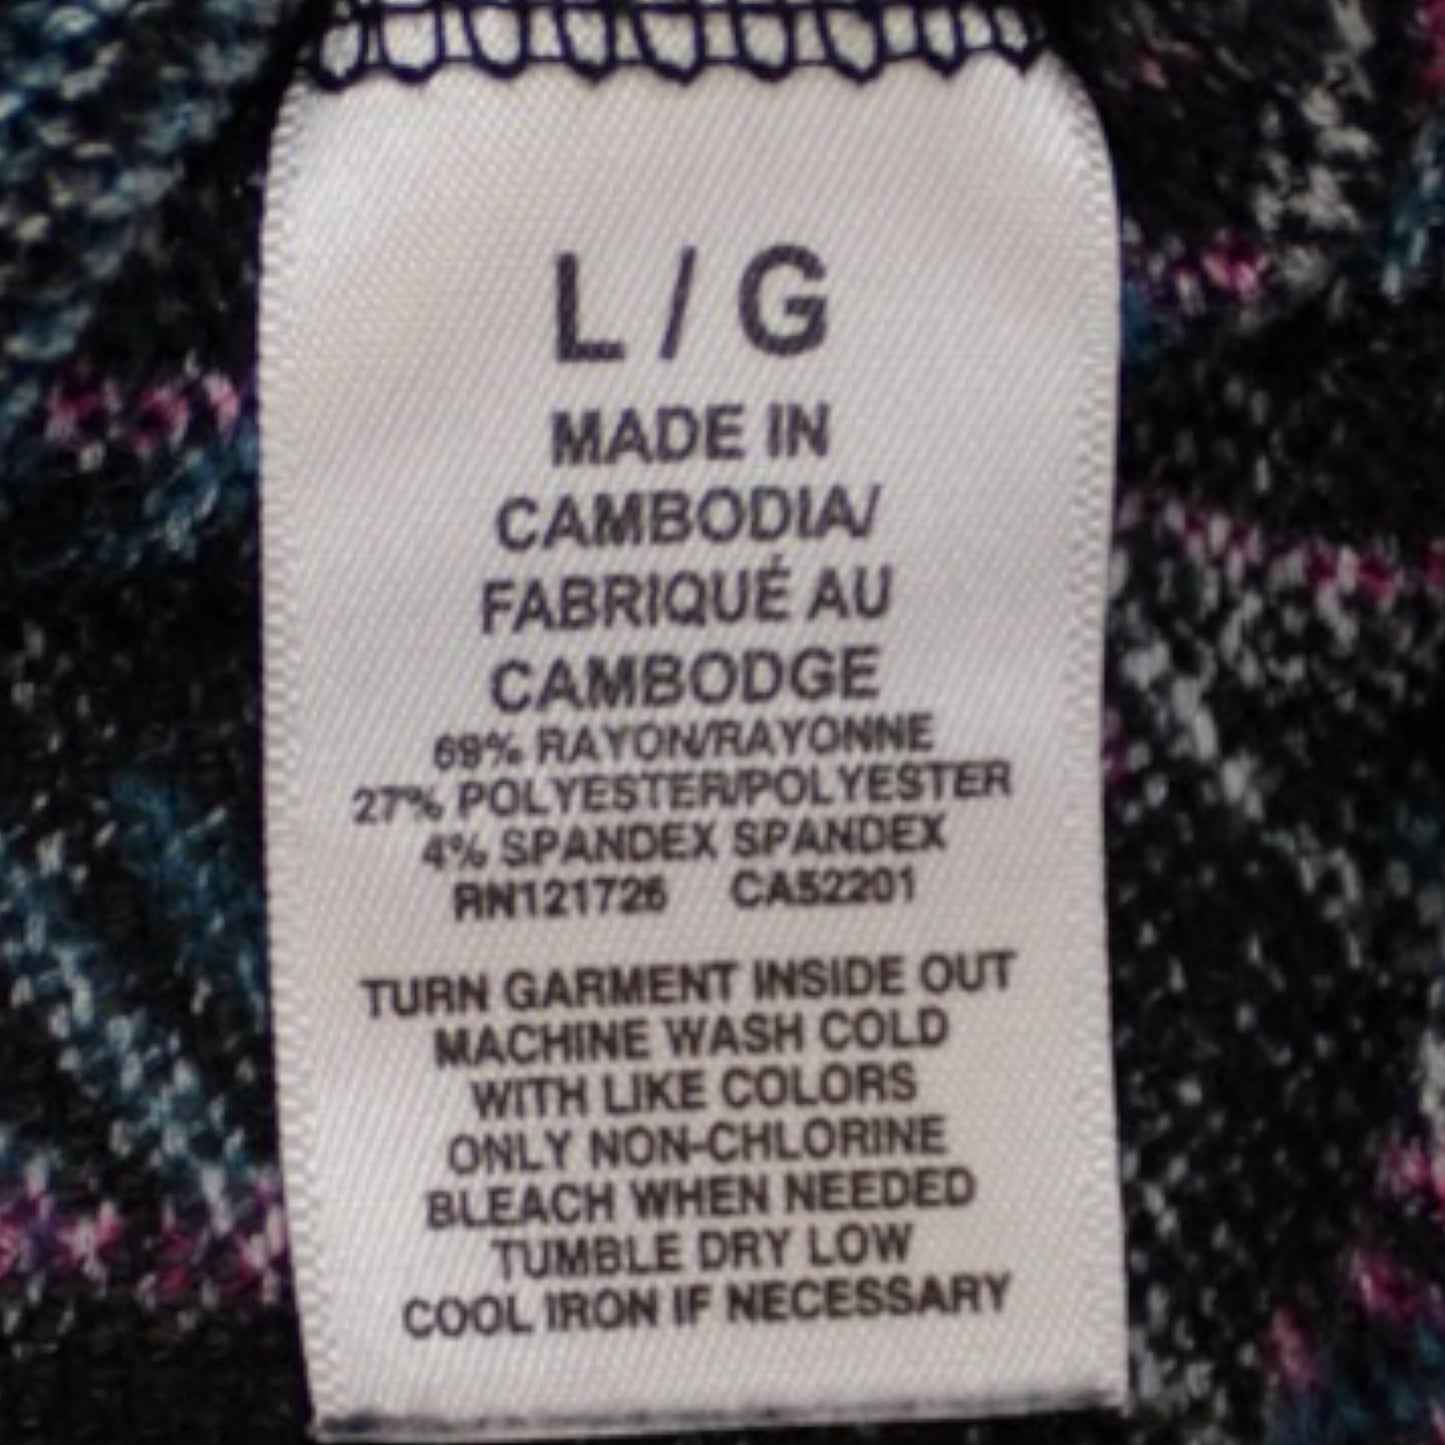 L / G
MADE IN
CAMBODIA/
FABRIQUÉ AU
CAMBODGE
69% RAYON/RAYONNE
27% POLYESTER/POLYESTER
4% SPANDEX SPANDEX
RN121726 CA52201
TURN GARMENT INSIDE OUT
MACHINE WASH COLD
WITH LIKE COLORS
ONLY NON-CHLORINE
BLEACH WHEN NEEDED
TUMBLE DRY LOW
COOL IRON IF NECESSARY